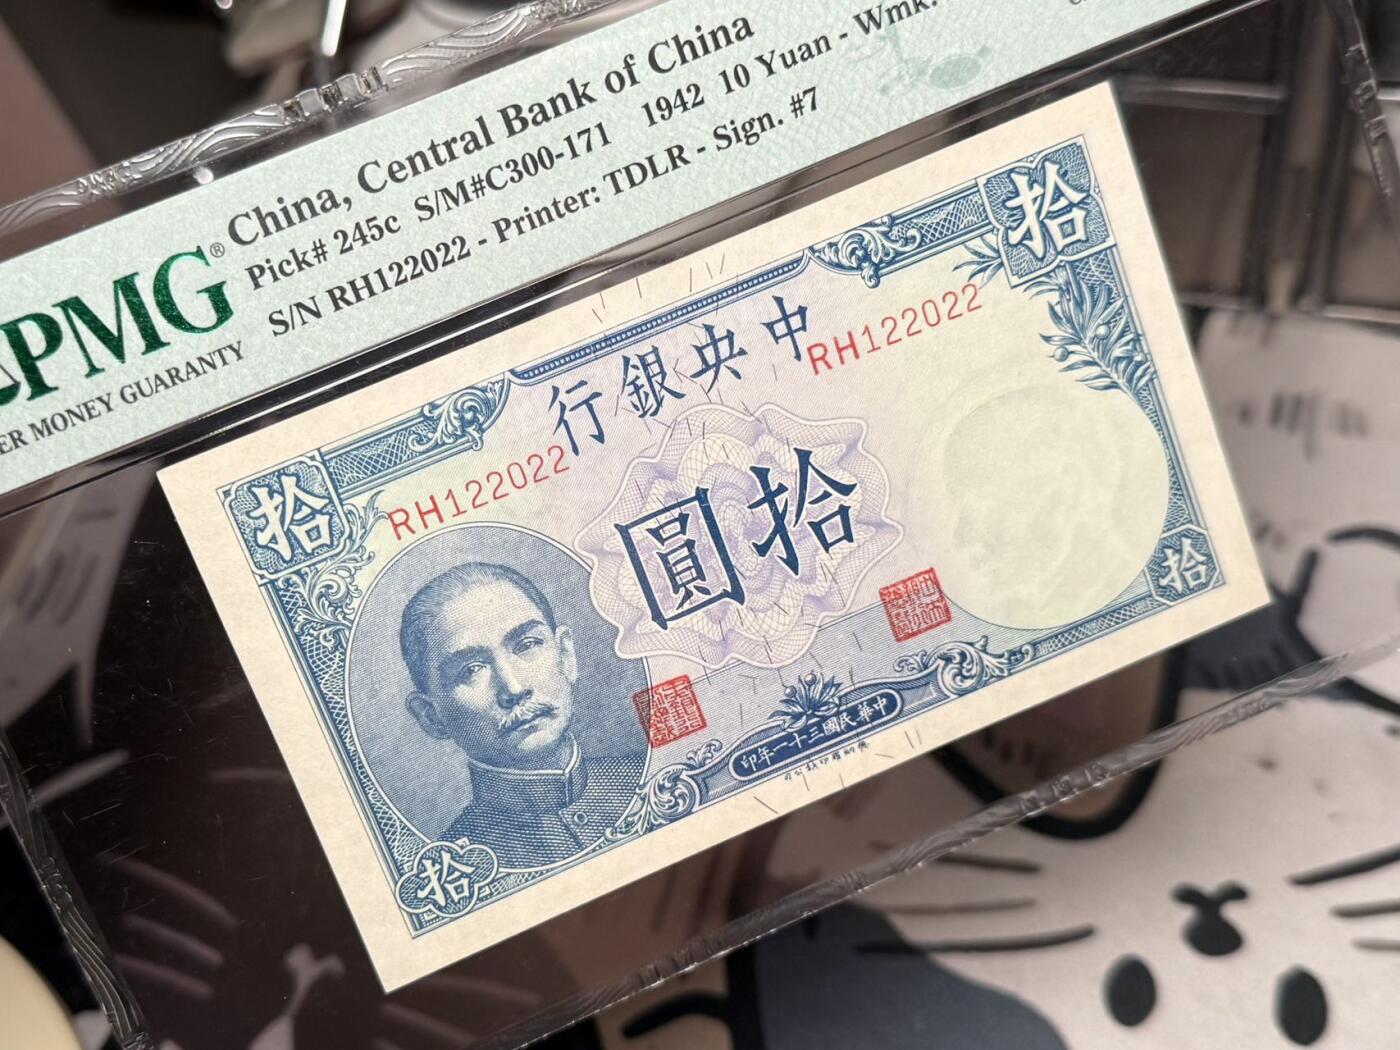 China, Central Bank of China
Pick# 245c S/M#C300-171 1942 10 Yuan - Wmk.
S/N RH122022 - Printer: TDLR - Sign. #7
PMG®
ER MONEY GUARANTY
拾
拾
中央銀行
RH122022
RH122022
拾圓
拾
拾
中華民國三十一年印